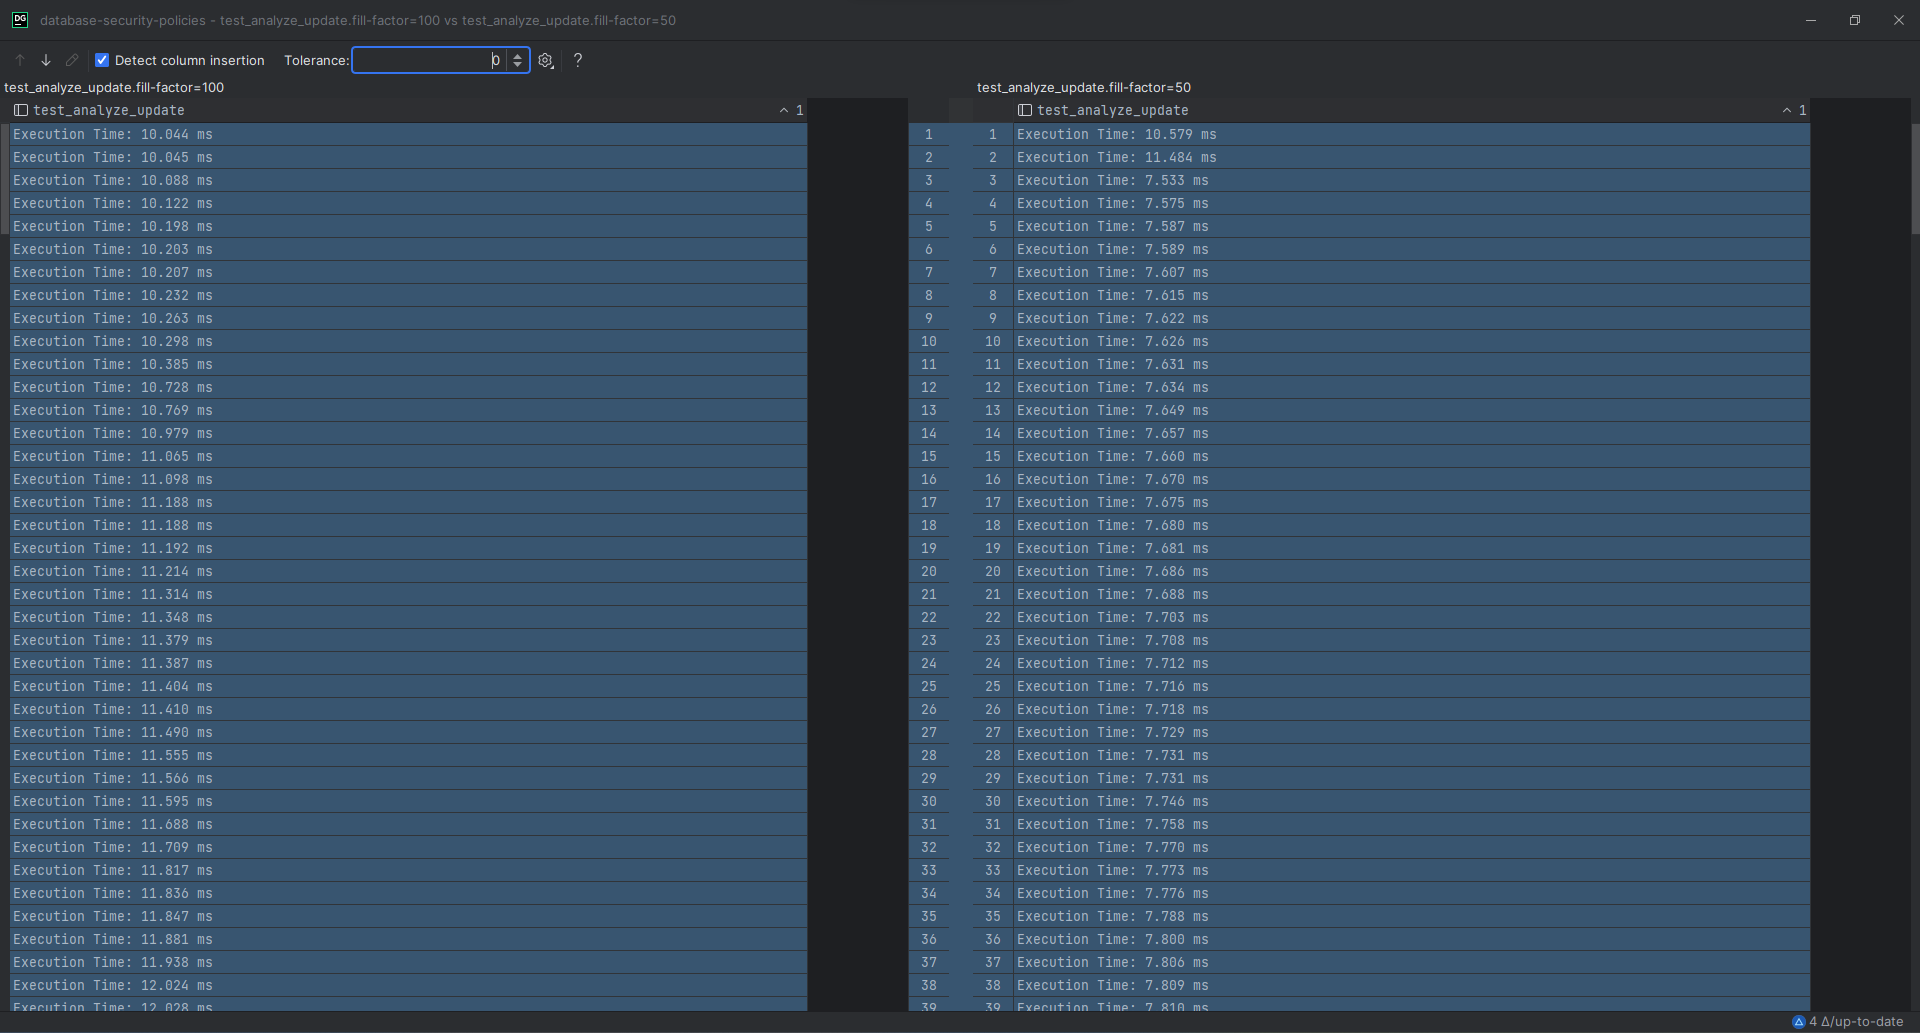 DG database-security-policies - test_analyze_update.fill-factor=100 vs test_analyze_update.fill-factor=50
Detect column insertion Tolerance: 0 ?
test_analyze_update.fill-factor=100 test_analyze_update.fill-factor=50
test_analyze_update 1 test_analyze_update 1
Execution Time: 10.044 ms 1 1 Execution Time: 10.579 ms
Execution Time: 10.045 ms 2 2 Execution Time: 11.484 ms
Execution Time: 10.088 ms 3 3 Execution Time: 7.533 ms
Execution Time: 10.122 ms 4 4 Execution Time: 7.575 ms
Execution Time: 10.198 ms 5 5 Execution Time: 7.587 ms
Execution Time: 10.203 ms 6 6 Execution Time: 7.589 ms
Execution Time: 10.207 ms 7 7 Execution Time: 7.607 ms
Execution Time: 10.232 ms 8 8 Execution Time: 7.615 ms
Execution Time: 10.263 ms 9 9 Execution Time: 7.622 ms
Execution Time: 10.298 ms 10 10 Execution Time: 7.626 ms
Execution Time: 10.385 ms 11 11 Execution Time: 7.631 ms
Execution Time: 10.728 ms 12 12 Execution Time: 7.634 ms
Execution Time: 10.769 ms 13 13 Execution Time: 7.649 ms
Execution Time: 10.979 ms 14 14 Execution Time: 7.657 ms
Execution Time: 11.065 ms 15 15 Execution Time: 7.660 ms
Execution Time: 11.098 ms 16 16 Execution Time: 7.670 ms
Execution Time: 11.188 ms 17 17 Execution Time: 7.675 ms
Execution Time: 11.188 ms 18 18 Execution Time: 7.680 ms
Execution Time: 11.192 ms 19 19 Execution Time: 7.681 ms
Execution Time: 11.214 ms 20 20 Execution Time: 7.686 ms
Execution Time: 11.314 ms 21 21 Execution Time: 7.688 ms
Execution Time: 11.348 ms 22 22 Execution Time: 7.703 ms
Execution Time: 11.379 ms 23 23 Execution Time: 7.708 ms
Execution Time: 11.387 ms 24 24 Execution Time: 7.712 ms
Execution Time: 11.404 ms 25 25 Execution Time: 7.716 ms
Execution Time: 11.410 ms 26 26 Execution Time: 7.718 ms
Execution Time: 11.490 ms 27 27 Execution Time: 7.729 ms
Execution Time: 11.555 ms 28 28 Execution Time: 7.731 ms
Execution Time: 11.566 ms 29 29 Execution Time: 7.731 ms
Execution Time: 11.595 ms 30 30 Execution Time: 7.746 ms
Execution Time: 11.688 ms 31 31 Execution Time: 7.758 ms
Execution Time: 11.709 ms 32 32 Execution Time: 7.770 ms
Execution Time: 11.817 ms 33 33 Execution Time: 7.773 ms
Execution Time: 11.836 ms 34 34 Execution Time: 7.776 ms
Execution Time: 11.847 ms 35 35 Execution Time: 7.788 ms
Execution Time: 11.881 ms 36 36 Execution Time: 7.800 ms
Execution Time: 11.938 ms 37 37 Execution Time: 7.806 ms
Execution Time: 12.024 ms 38 38 Execution Time: 7.809 ms
Execution Time: 12.028 ms 39 39 Execution Time: 7.810 ms
4 Δ/up-to-date